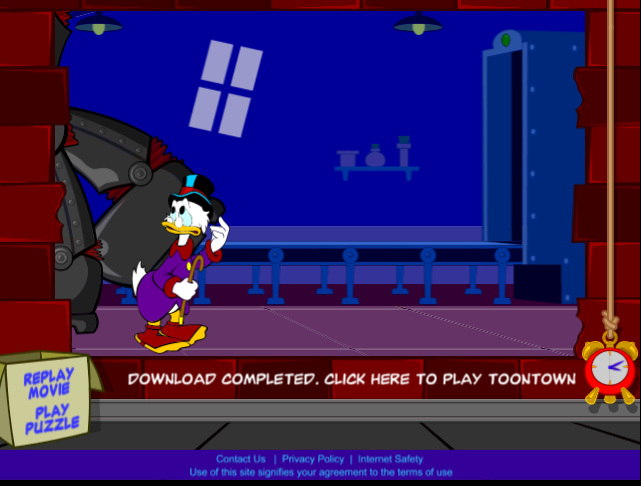 DOWNLOAD COMPLETED. CLICK HERE TO PLAY TOONTOWN
REPLAY
MOVIE
PLAY
PUZZLE
Contact Us | Privacy Policy | Internet Safety
Use of this site signifies your agreement to the terms of use